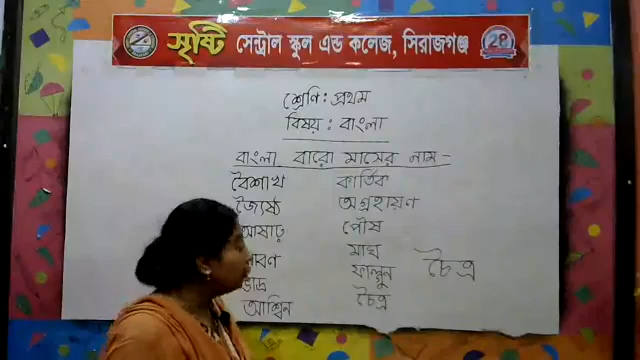 সৃষ্টি সেন্ট্রাল স্কুল এন্ড কলেজ, সিরাজগঞ্জ
শ্রেণি : প্রথম
বিষয় : বাংলা
বাংলা বারো মাসের নাম -
বৈশাখ
জ্যৈষ্ঠ
আষাঢ়
আশ্বিন
কার্তিক
অগ্রহায়ণ
পৌষ
মাঘ
ফাল্গুন
চৈত্র
চৈত্র